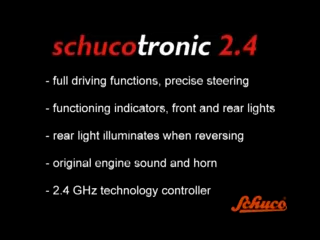 schucotronic 2.4
- full driving functions, precise steering
- functioning indicators, front and rear lights
- rear light illuminates when reversing
- original engine sound and horn
- 2.4 GHz technology controller
Schuco